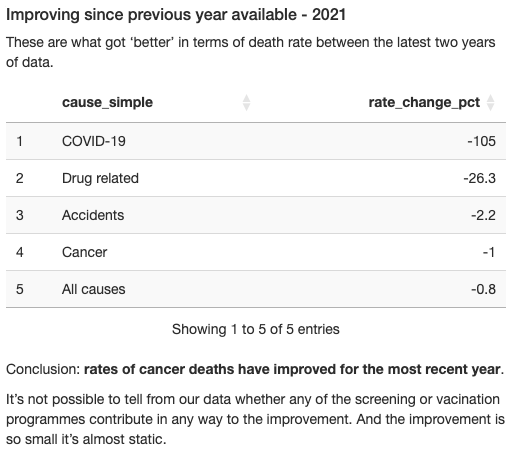 Improving since previous year available - 2021
These are what got ‘better’ in terms of death rate between the latest two years
of data.
cause_simple rate_change_pct
1 COVID-19 -105
2 Drug related -26.3
3 Accidents -2.2
4 Cancer -1
5 All causes -0.8
Showing 1 to 5 of 5 entries
Conclusion: rates of cancer deaths have improved for the most recent year.
It’s not possible to tell from our data whether any of the screening or vacination
programmes contribute in any way to the improvement. And the improvement is
so small it’s almost static.